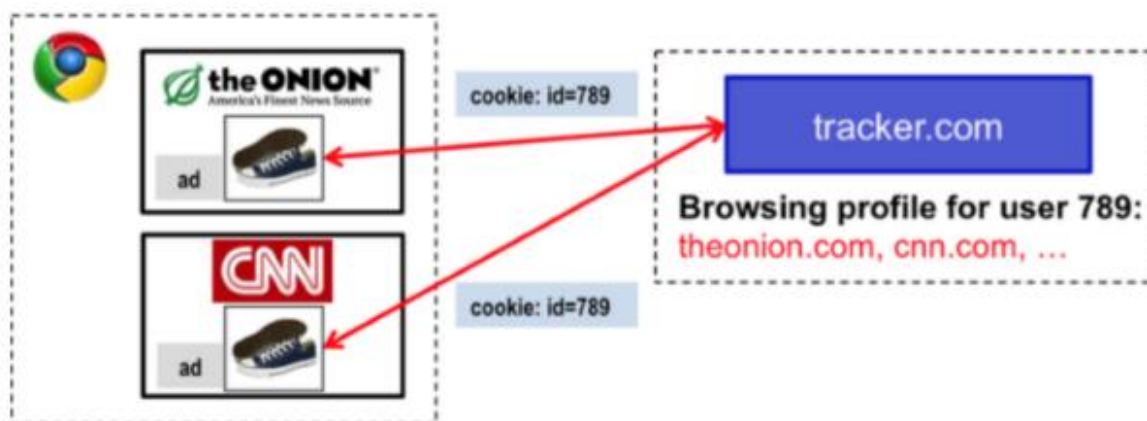 the ONION®
America's Finest News Source
ad
cookie: id=789
CNN
ad
cookie: id=789
tracker.com
Browsing profile for user 789:
theonion.com, cnn.com, ...